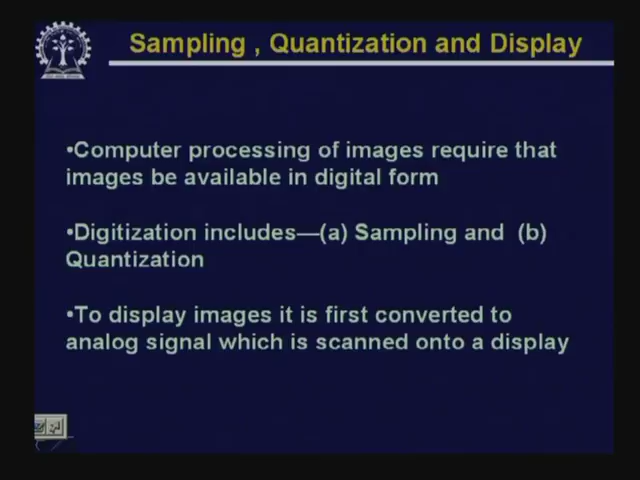 Sampling , Quantization and Display
•Computer processing of images require that
images be available in digital form
•Digitization includes—(a) Sampling and (b)
Quantization
•To display images it is first converted to
analog signal which is scanned onto a display